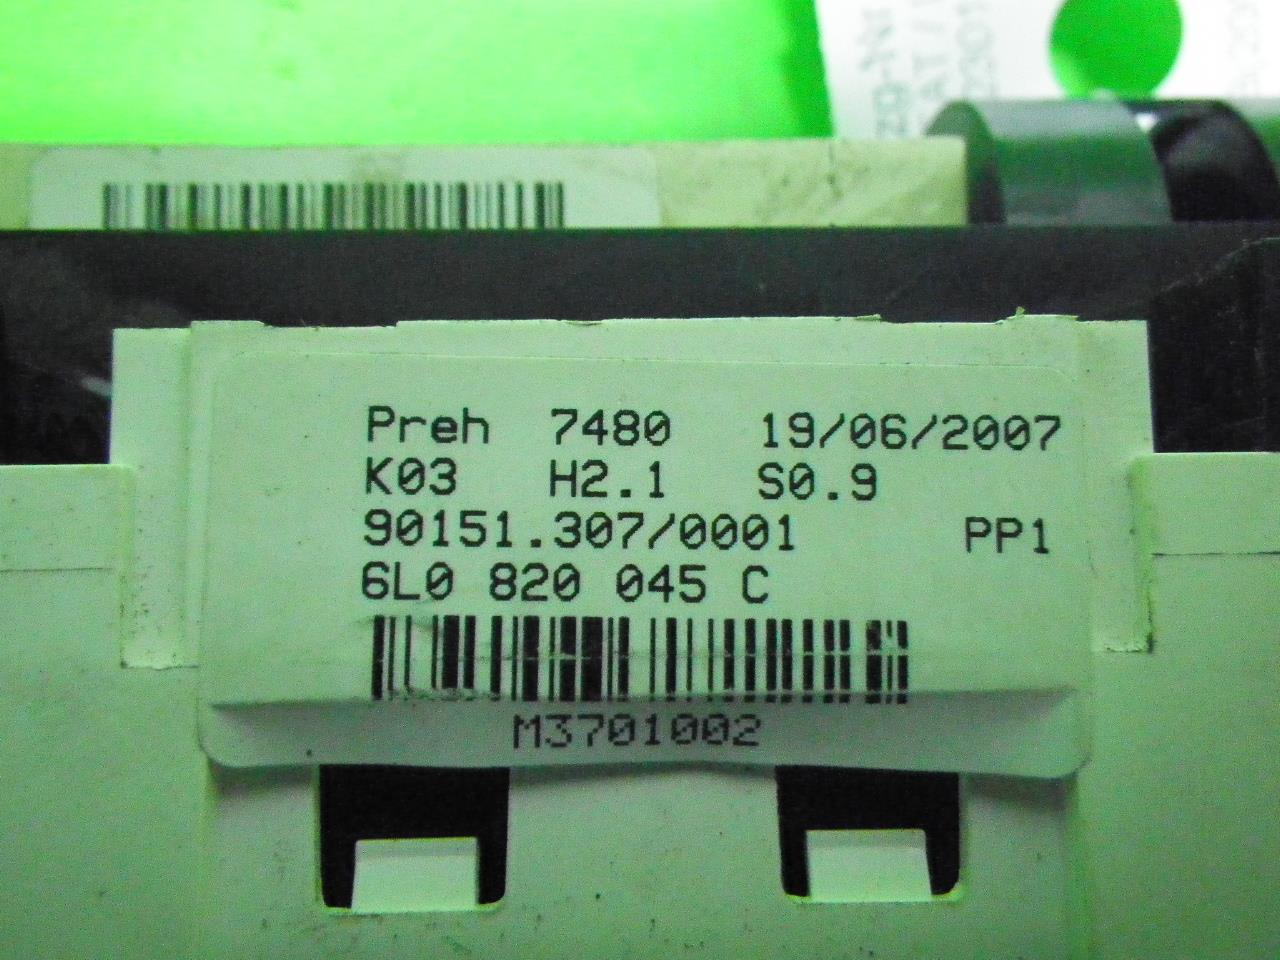 Preh 7480 19/06/2007
K03 H2.1 S0.9
90151.307/0001 PP1
6L0 820 045 C
M3701002